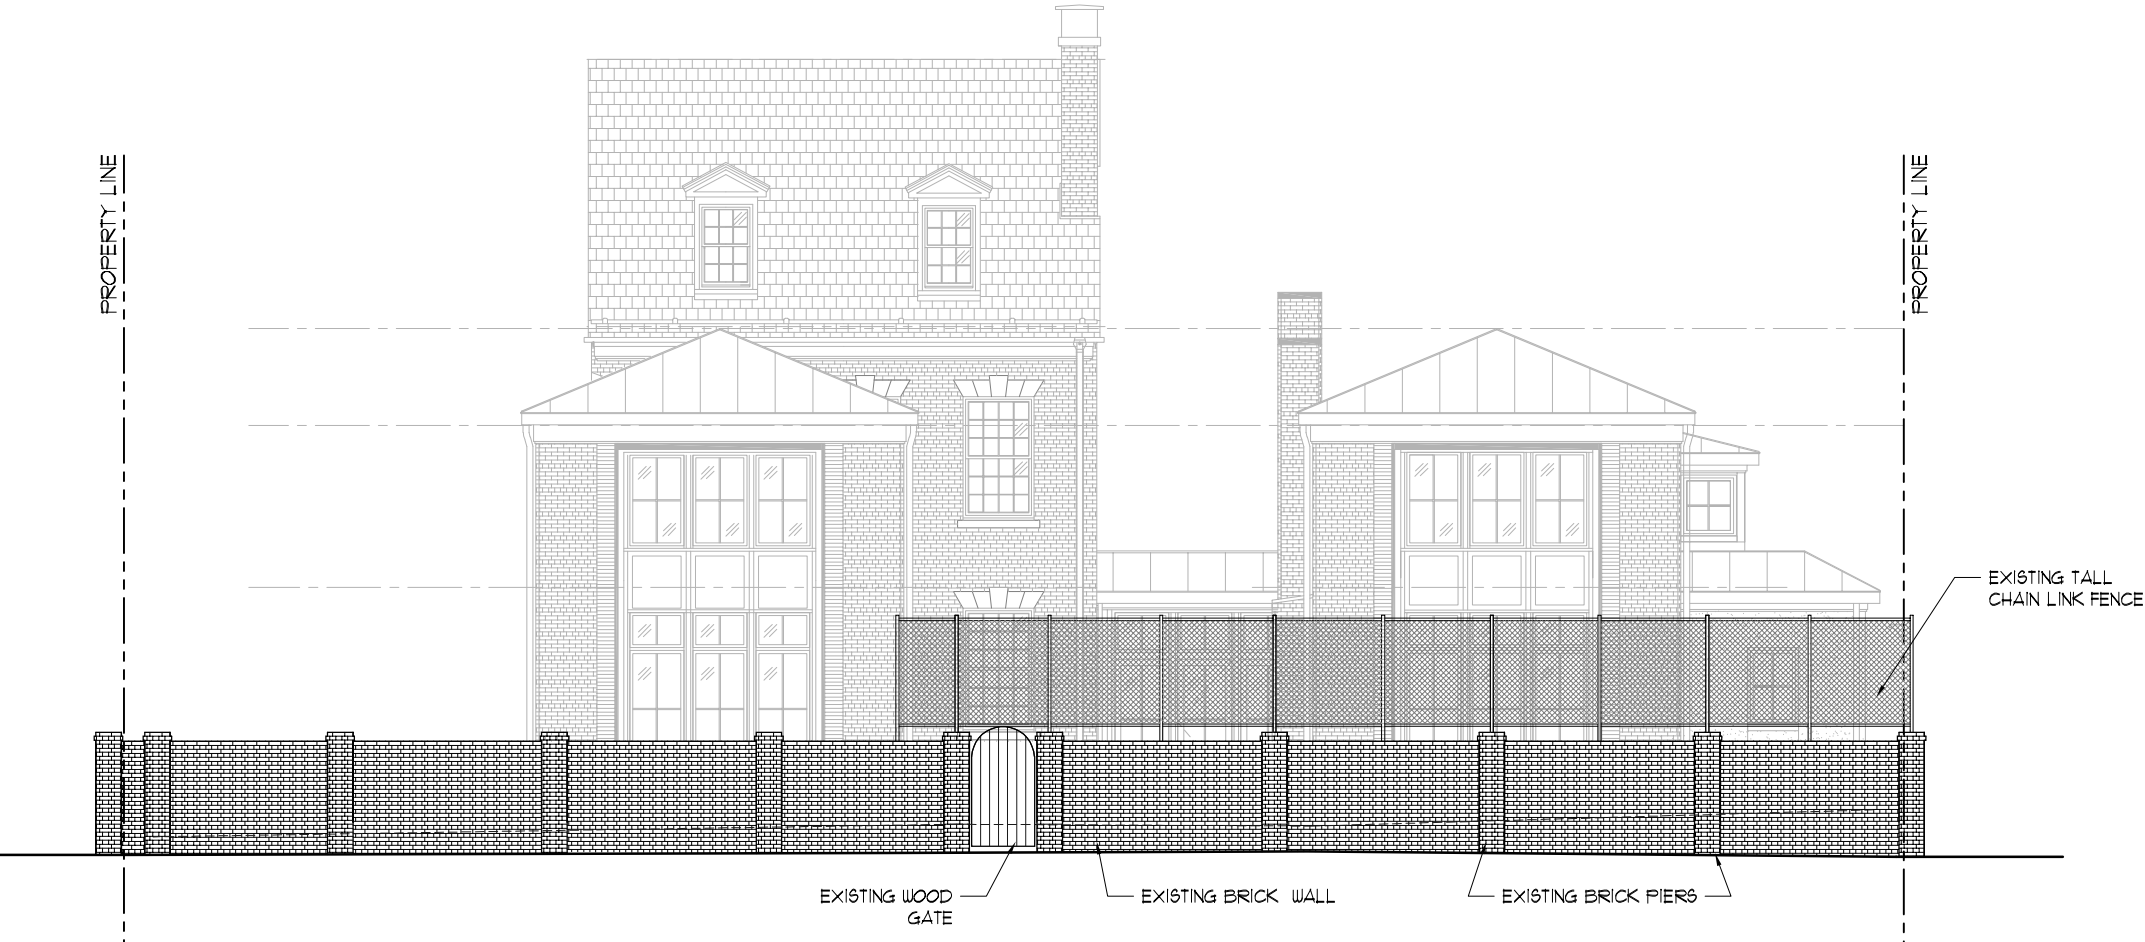 PROPERTY LINE
PROPERTY LINE
EXISTING TALL
CHAIN LINK FENCE
EXISTING WOOD
GATE
EXISTING BRICK WALL
EXISTING BRICK PIERS